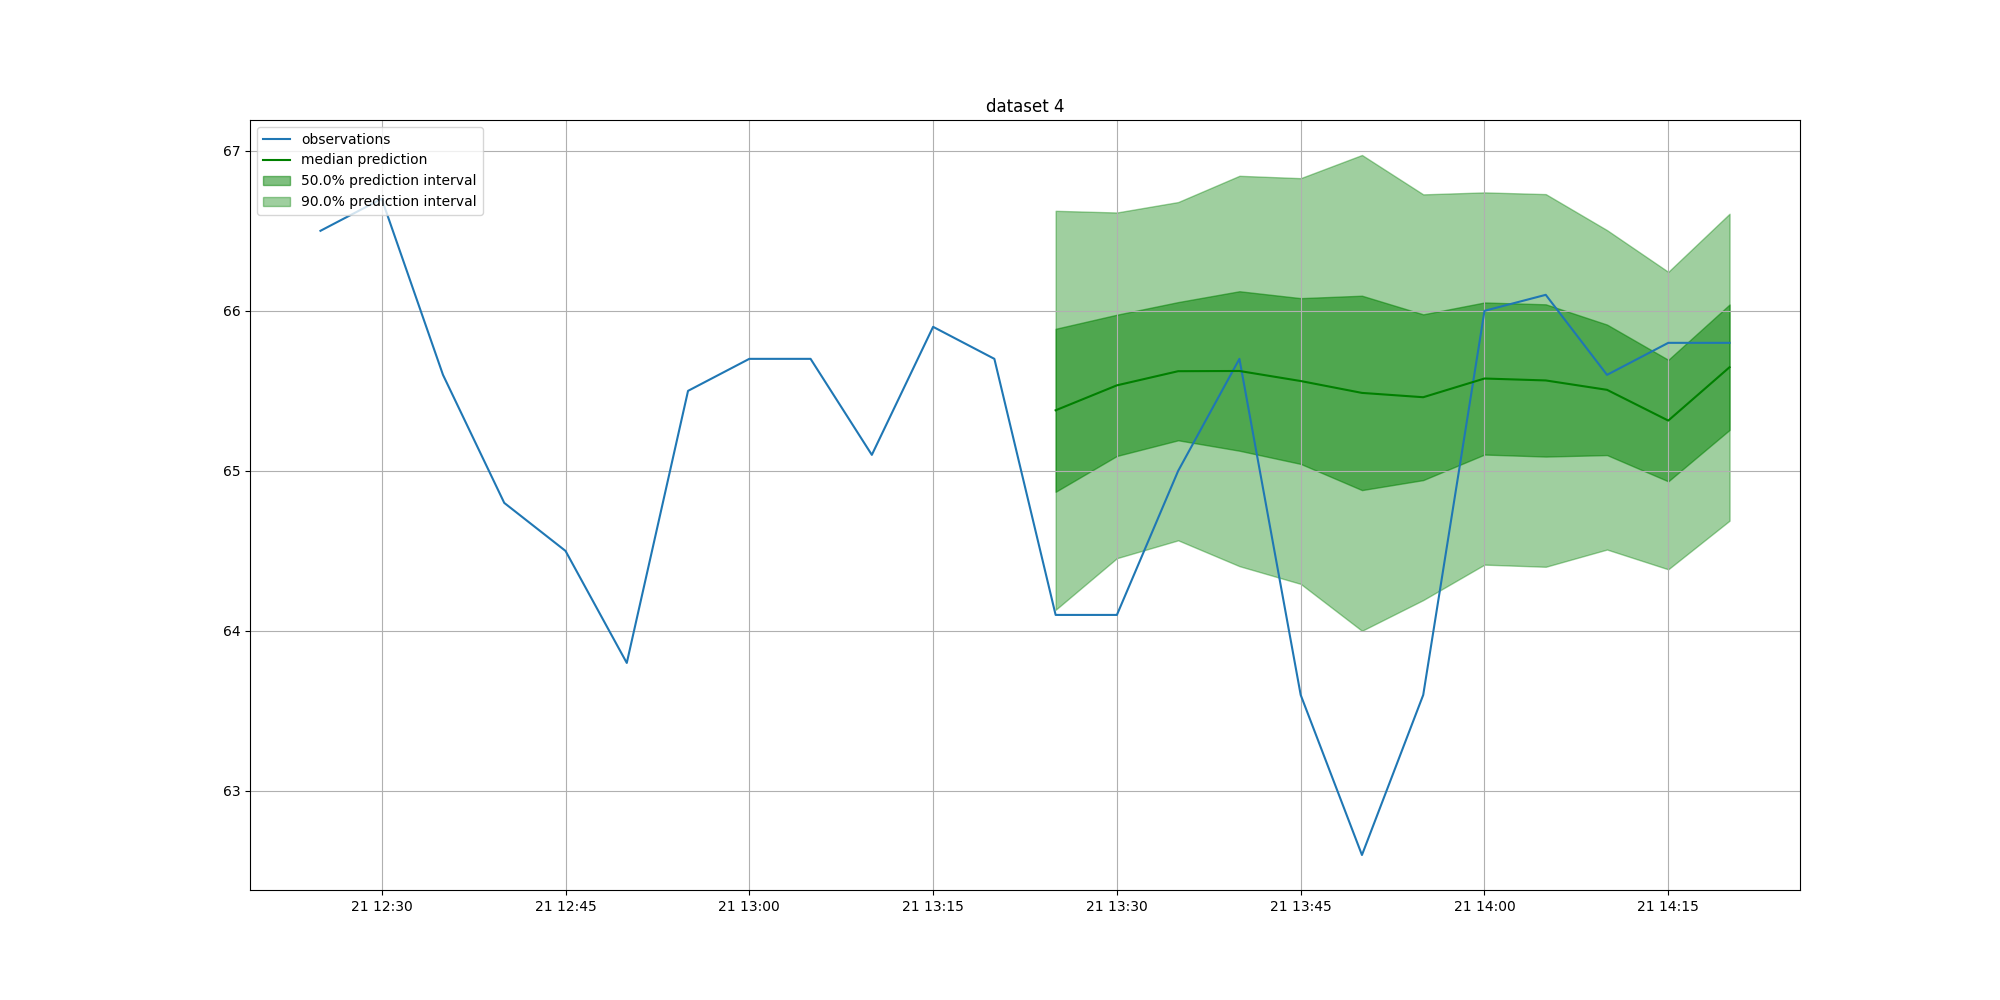 dataset 4
observations
median prediction
50.0% prediction interval
90.0% prediction interval
67
66
65
64
63
21 12:30
21 12:45
21 13:00
21 13:15
21 13:30
21 13:45
21 14:00
21 14:15